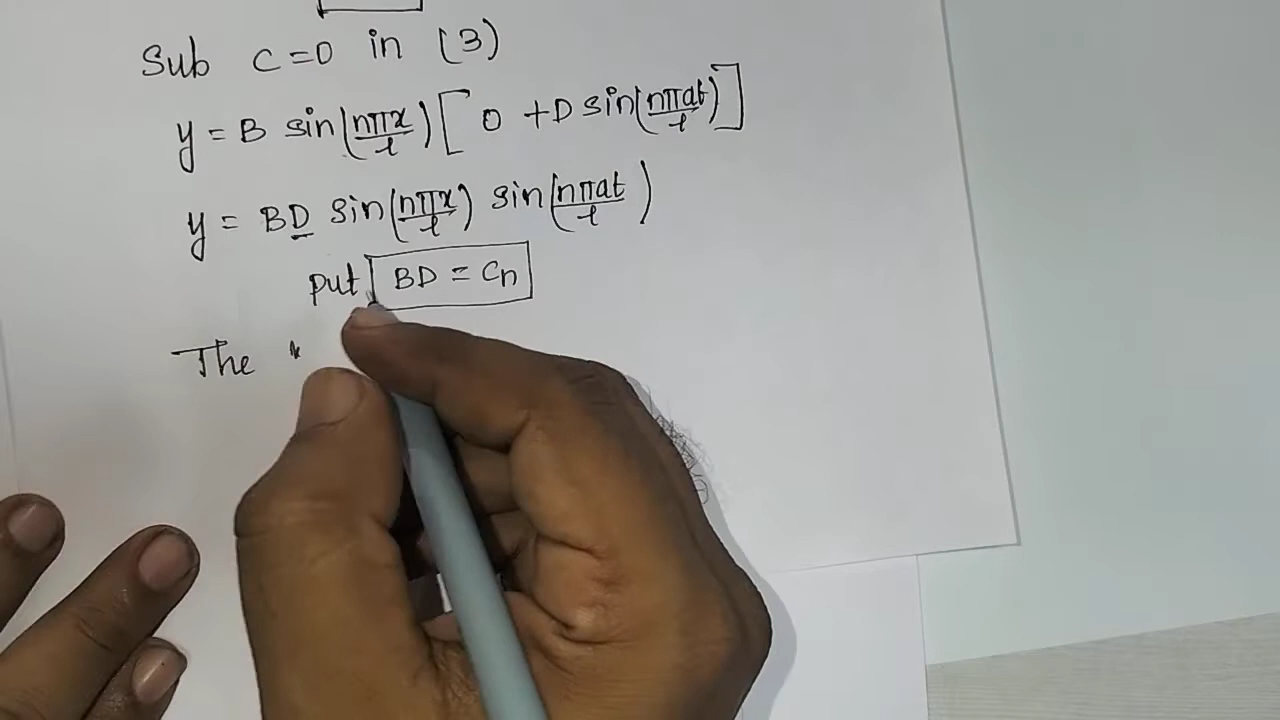 Sub C=0 in (3)
y = B sin(nπx/l) [ 0 + D sin(nπat/l) ]
y = BD sin(nπx/l) sin(nπat/l)
put BD = Cn
The